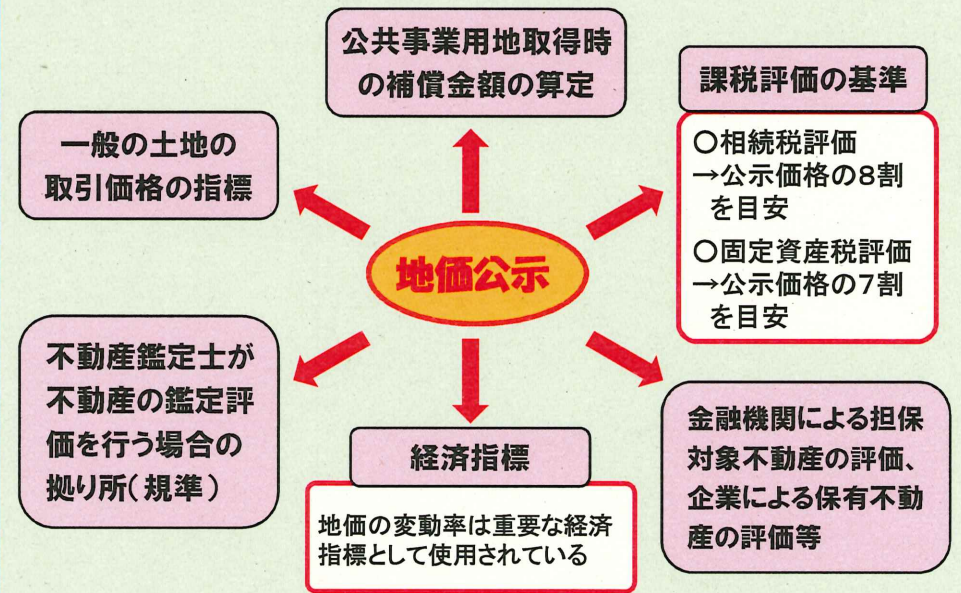 公共事業用地取得時
の補償金額の算定
課税評価の基準
○相続税評価
→公示価格の8割
を目安
○固定資産税評価
→公示価格の7割
を目安
一般の土地の
取引価格の指標
地価公示
不動産鑑定士が
不動産の鑑定評
価を行う場合の
拠り所(規準)
経済指標
地価の変動率は重要な経済
指標として使用されている
金融機関による担保
対象不動産の評価、
企業による保有不動
産の評価等